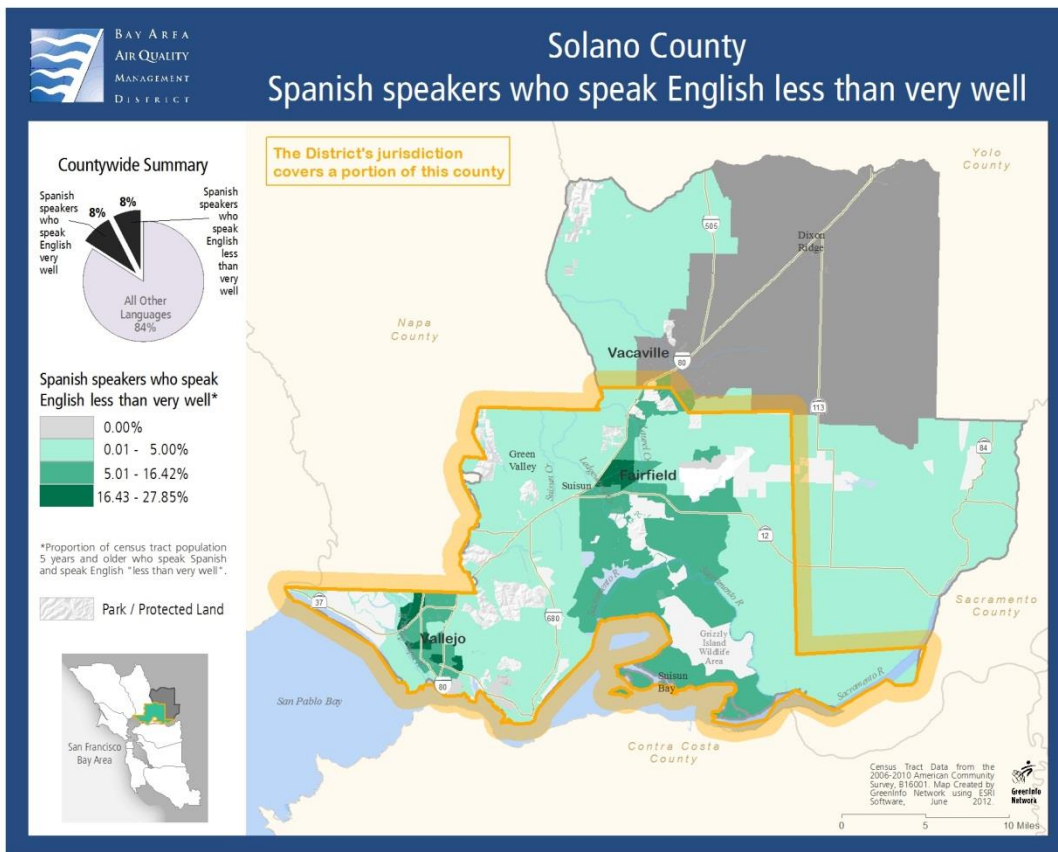 BAY AREA
AIR QUALITY
MANAGEMENT
DISTRICT
Solano County
Spanish speakers who speak English less than very well
Countywide Summary
Spanish
speakers
who
speak
English
very
well
8%
8%
Spanish
speakers
who
speak
English
less
than
very
well
All Other
Languages
84%
Spanish speakers who speak
English less than very well*
0.00%
0.01 - 5.00%
5.01 - 16.42%
16.43 - 27.85%
*Proportion of census tract population
5 years and older who speak Spanish
and speak English "less than very well".
Park / Protected Land
San Francisco
Bay Area
The District's jurisdiction
covers a portion of this county
Yolo
County
505
Dixon
Ridge
Napa
County
Vacaville
80
113
84
Green
Valley
Suisun Cr
Laurel Cr
Fairfield
Suisun
12
Sacramento R
Sacramento R
Sacramento
County
37
Vallejo
680
80
Grizzly
Island
Wildlife
Area
Suisun
Bay
Sacramento R
San Pablo Bay
Contra Costa
County
Census Tract Data from the
2006-2010 American Community
Survey, B16001. Map Created by
GreenInfo Network using ESRI
Software, June 2012.
GreenInfo
Network
0 5 10 Miles